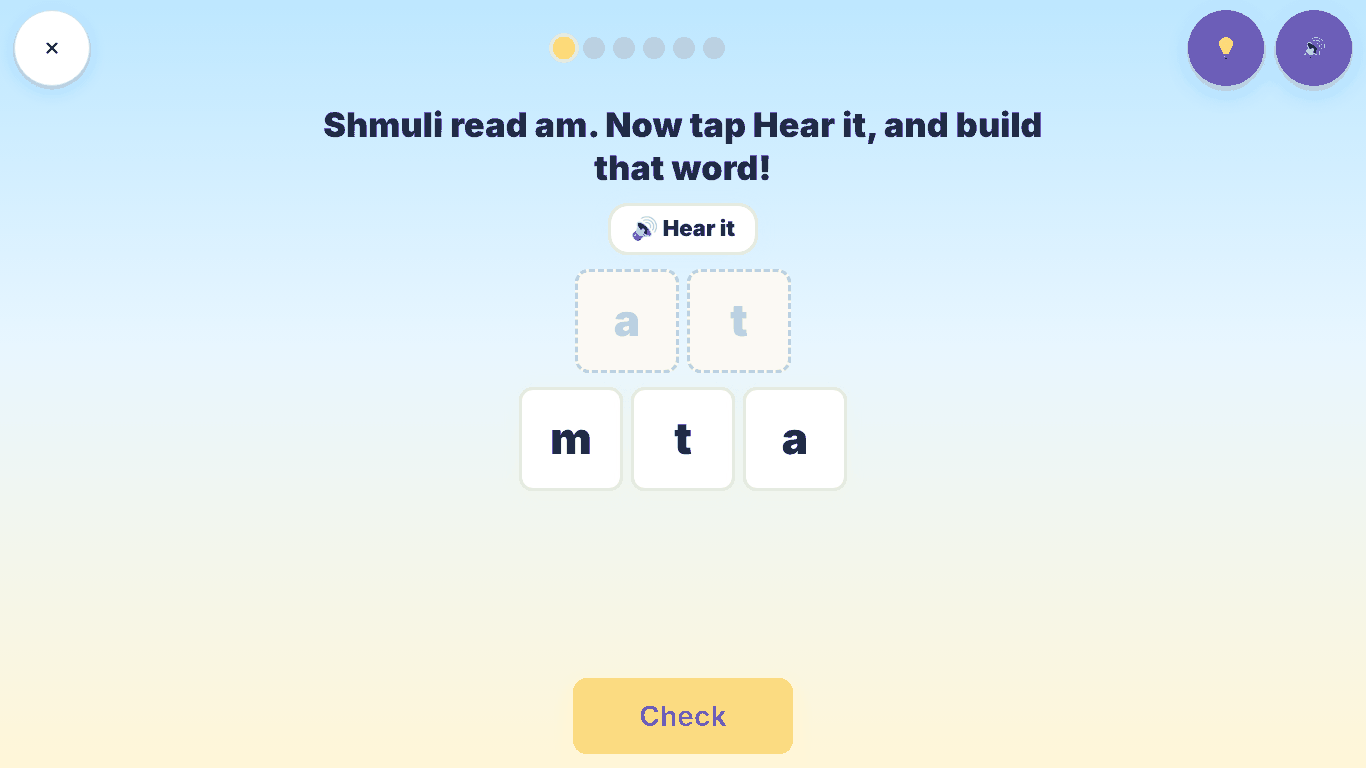 Shmuli read am. Now tap Hear it, and build
that word!
🔊 Hear it
a t
m t a
Check